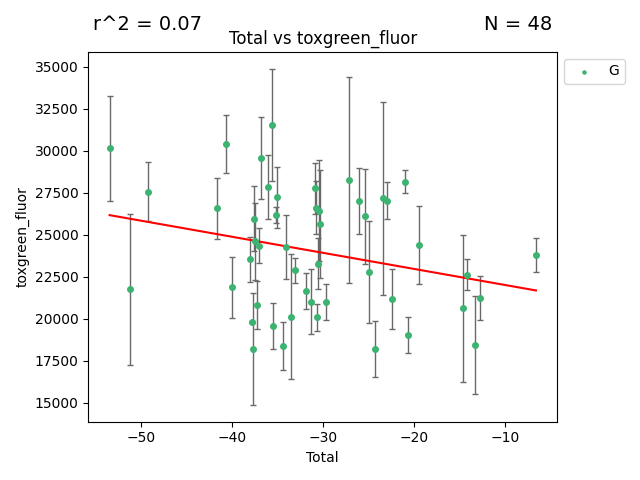 r^2 = 0.07
N = 48
Total vs toxgreen_fluor
G
35000
32500
30000
27500
25000
22500
20000
17500
15000
toxgreen_fluor
−50
−40
−30
−20
−10
Total